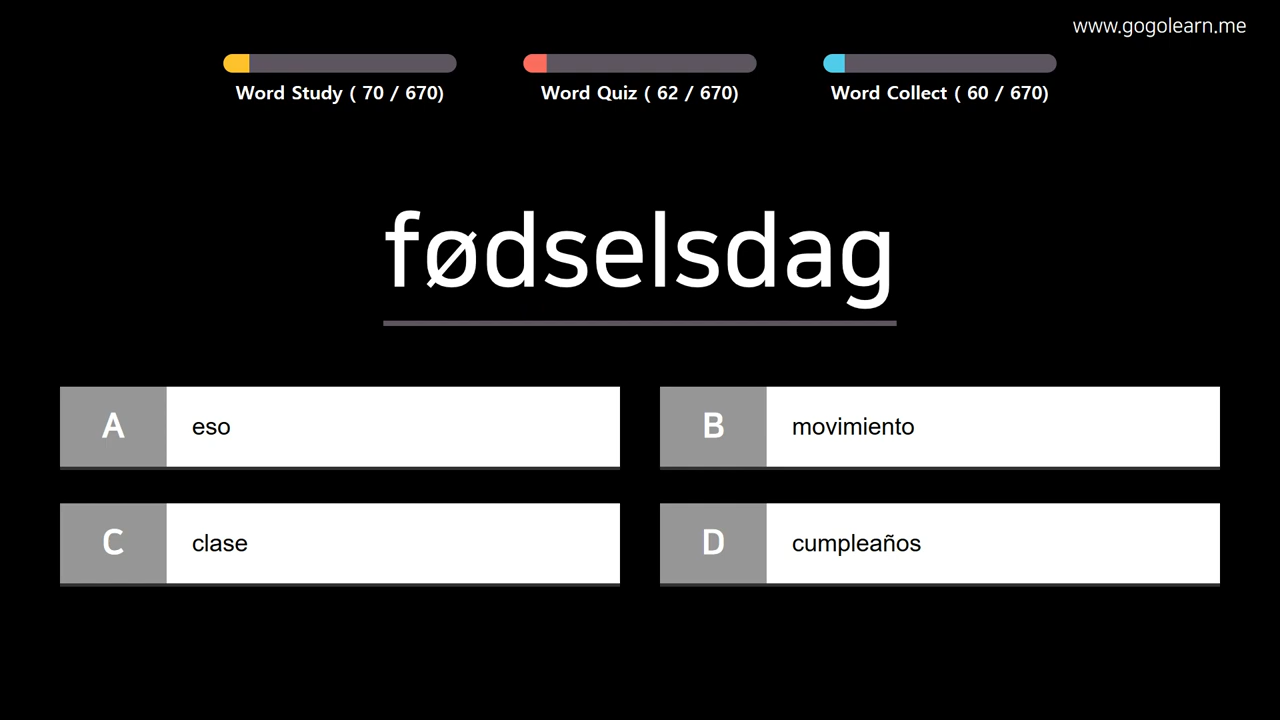 www.gogolearn.me
Word Study ( 70 / 670)
Word Quiz ( 62 / 670)
Word Collect ( 60 / 670)
fødselsdag
A eso
B movimiento
C clase
D cumpleaños